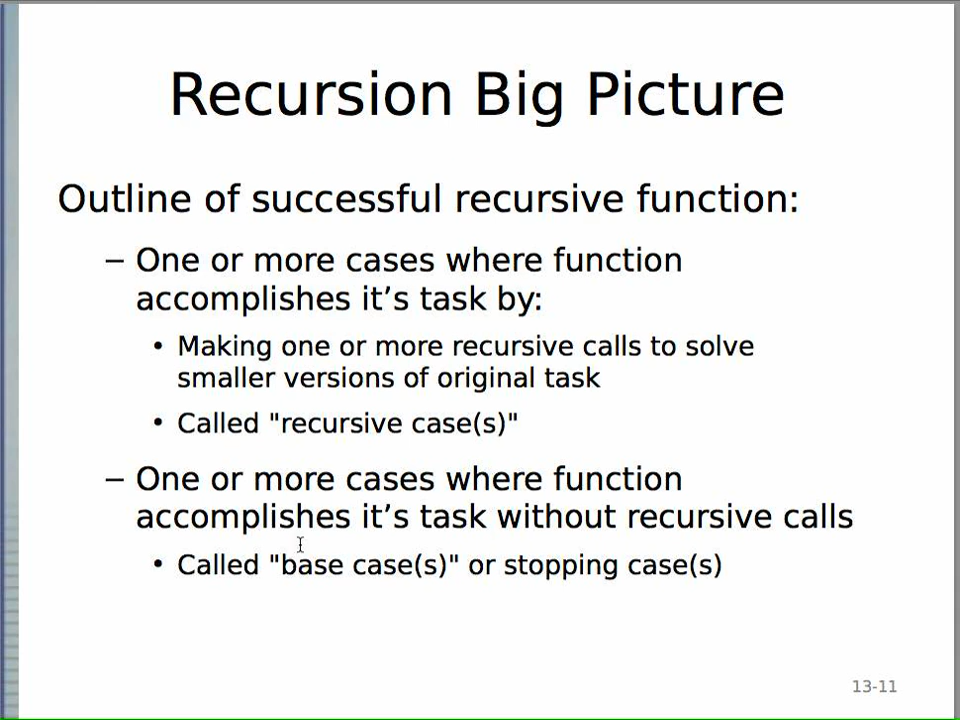 Recursion Big Picture
Outline of successful recursive function:
– One or more cases where function
accomplishes it’s task by:
• Making one or more recursive calls to solve
smaller versions of original task
• Called "recursive case(s)"
– One or more cases where function
accomplishes it’s task without recursive calls
• Called "base case(s)" or stopping case(s)
13-11